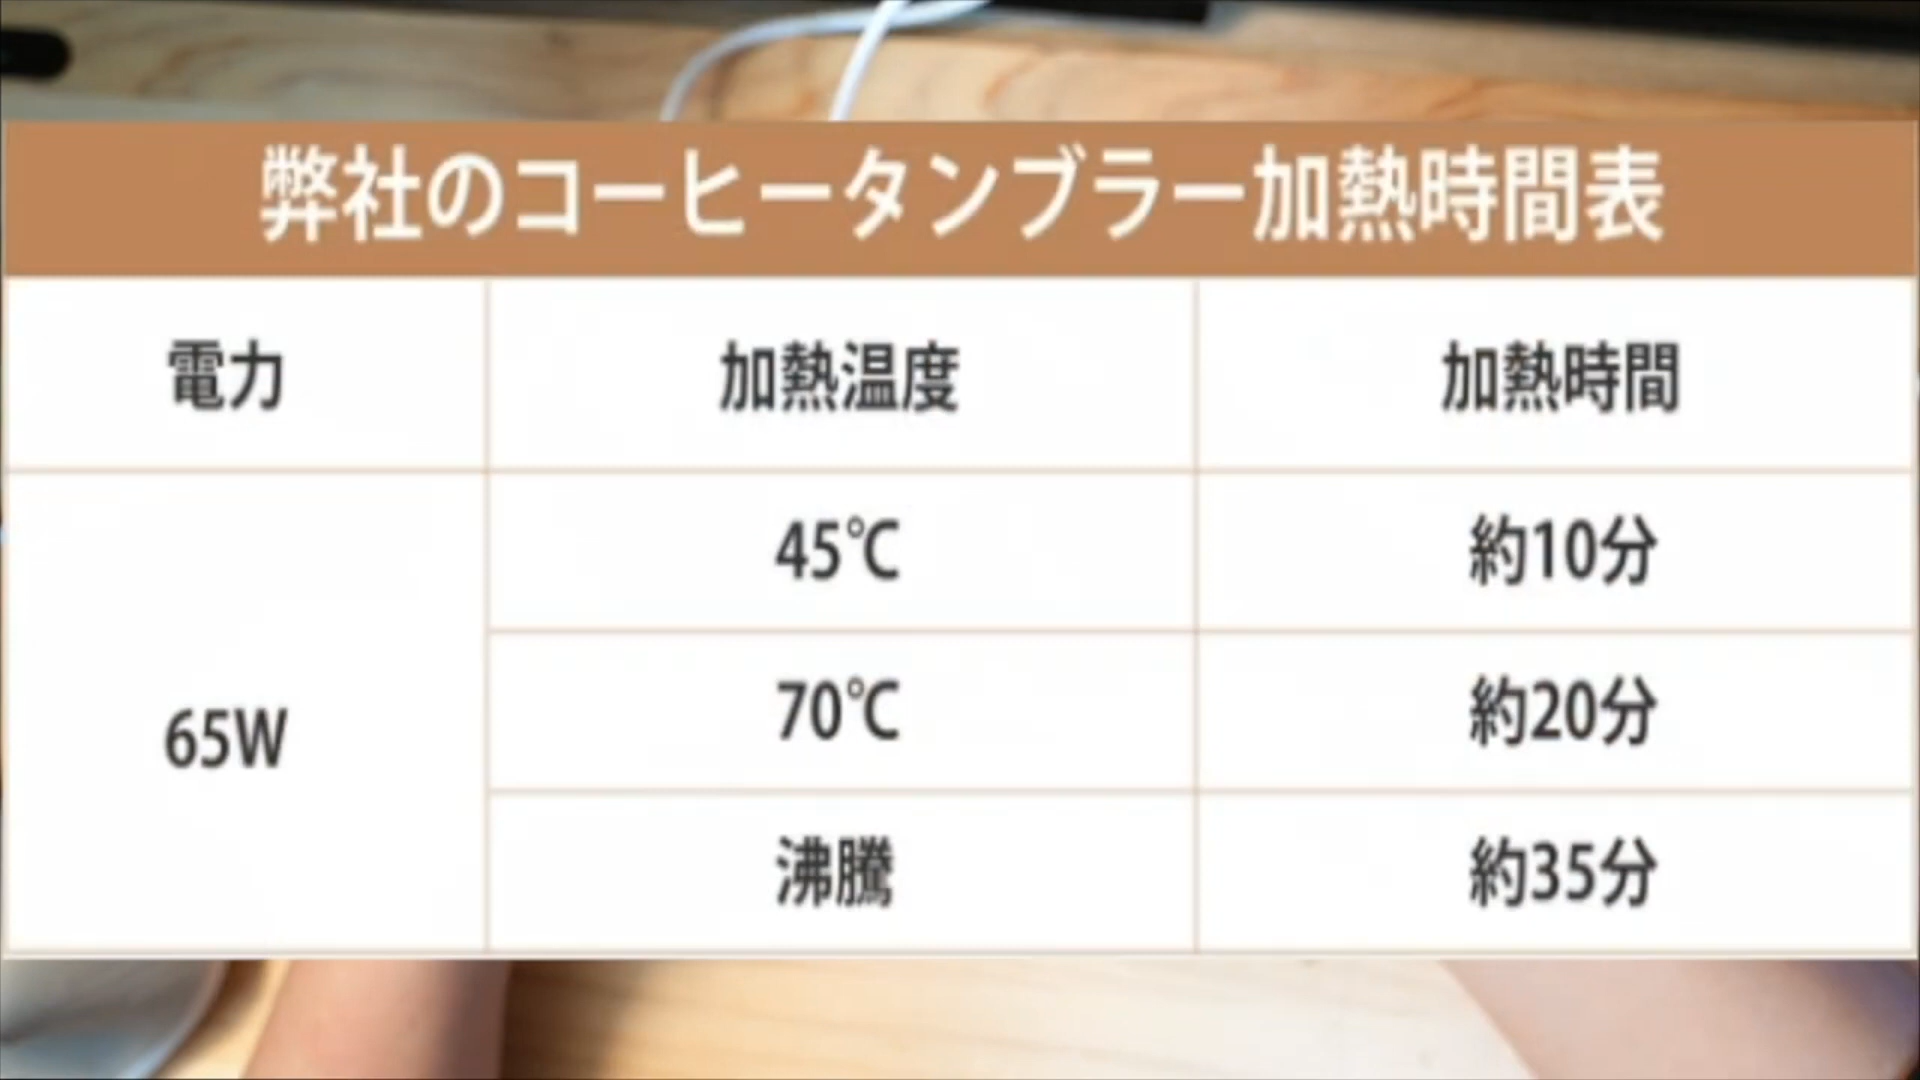 弊社のコーヒータンブラー加熱時間表
電力 加熱温度 加熱時間
65W
45℃ 約10分
70℃ 約20分
沸騰 約35分